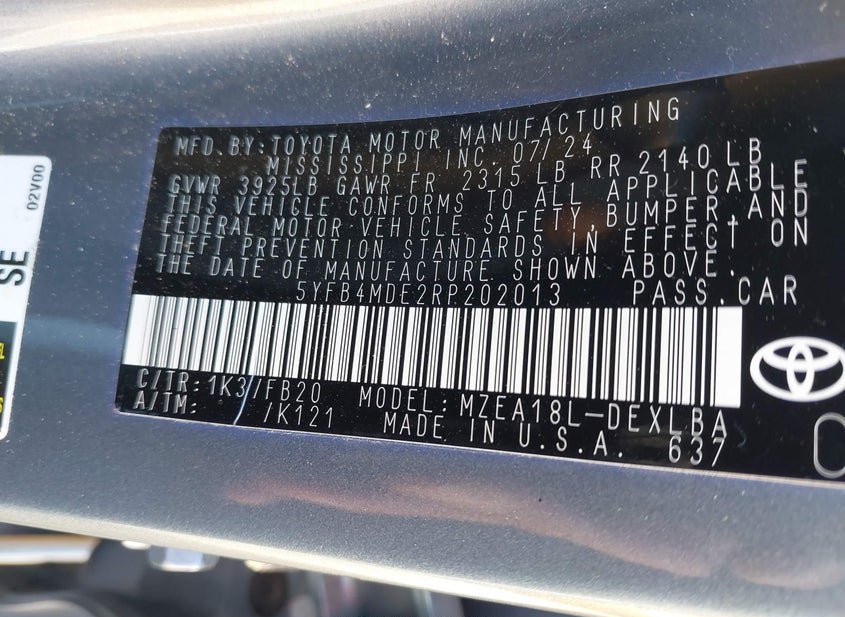 MFD. BY: TOYOTA MOTOR MANUFACTURING
MISSISSIPPI INC. 07/24
GVWR 3925LB GAWR FR 2315 LB RR 2140 LB
THIS VEHICLE CONFORMS TO ALL APPLICABLE
FEDERAL MOTOR VEHICLE SAFETY, BUMPER, AND
THEFT PREVENTION STANDARDS IN EFFECT ON
THE DATE OF MANUFACTURE SHOWN ABOVE.
5YFB4MDE2RP202013 PASS. CAR
C/TR: 1K3 /FB20 MODEL: MZEA18L-DEXLBA
A/TM: /K121 MADE IN U.S.A. 637
02V00
SE